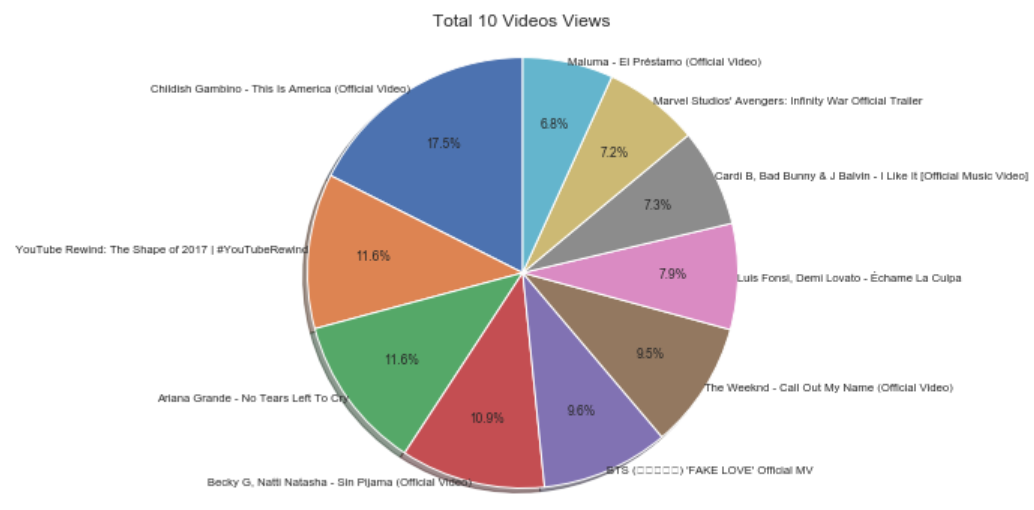 Total 10 Videos Views
Maluma - El Préstamo (Official Video)
Childish Gambino - This Is America (Official Video)
Marvel Studios' Avengers: Infinity War Official Trailer
6.8%
17.5%
7.2%
Cardi B, Bad Bunny & J Balvin - I Like It [Official Music Video]
7.3%
YouTube Rewind: The Shape of 2017 | #YouTubeRewind
11.6%
7.9%
Luis Fonsi, Demi Lovato - Échame La Culpa
9.5%
11.6%
The Weeknd - Call Out My Name (Official Video)
Ariana Grande - No Tears Left To Cry
9.6%
10.9%
BTS (□□□□□) 'FAKE LOVE' Official MV
Becky G, Natti Natasha - Sin Pijama (Official Video)